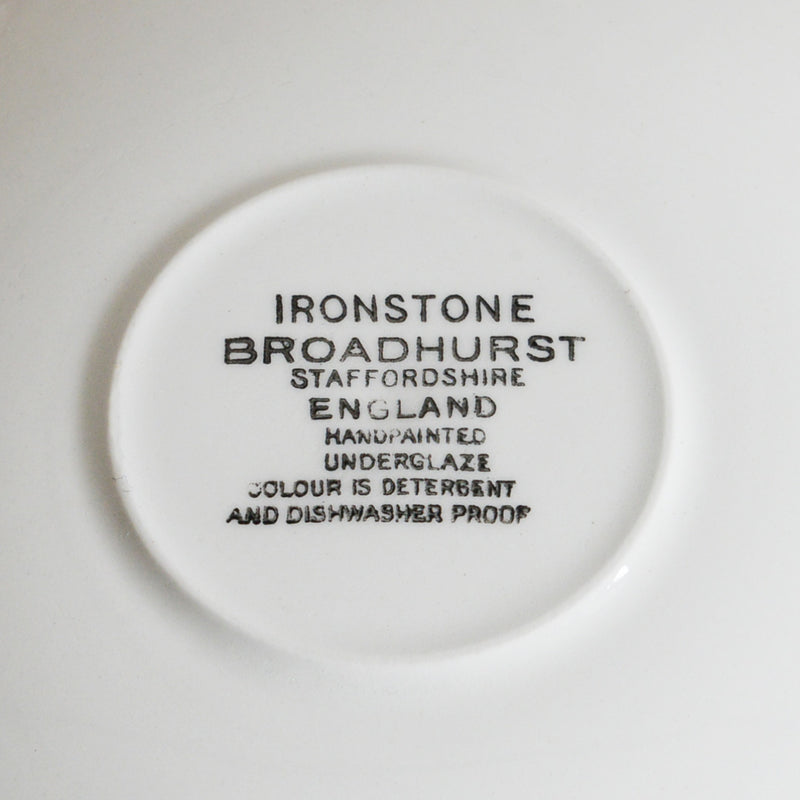 IRONSTONE
BROADHURST
STAFFORDSHIRE
ENGLAND
HANDPAINTED
UNDERGLAZE
COLOUR IS DETERGENT
AND DISHWASHER PROOF